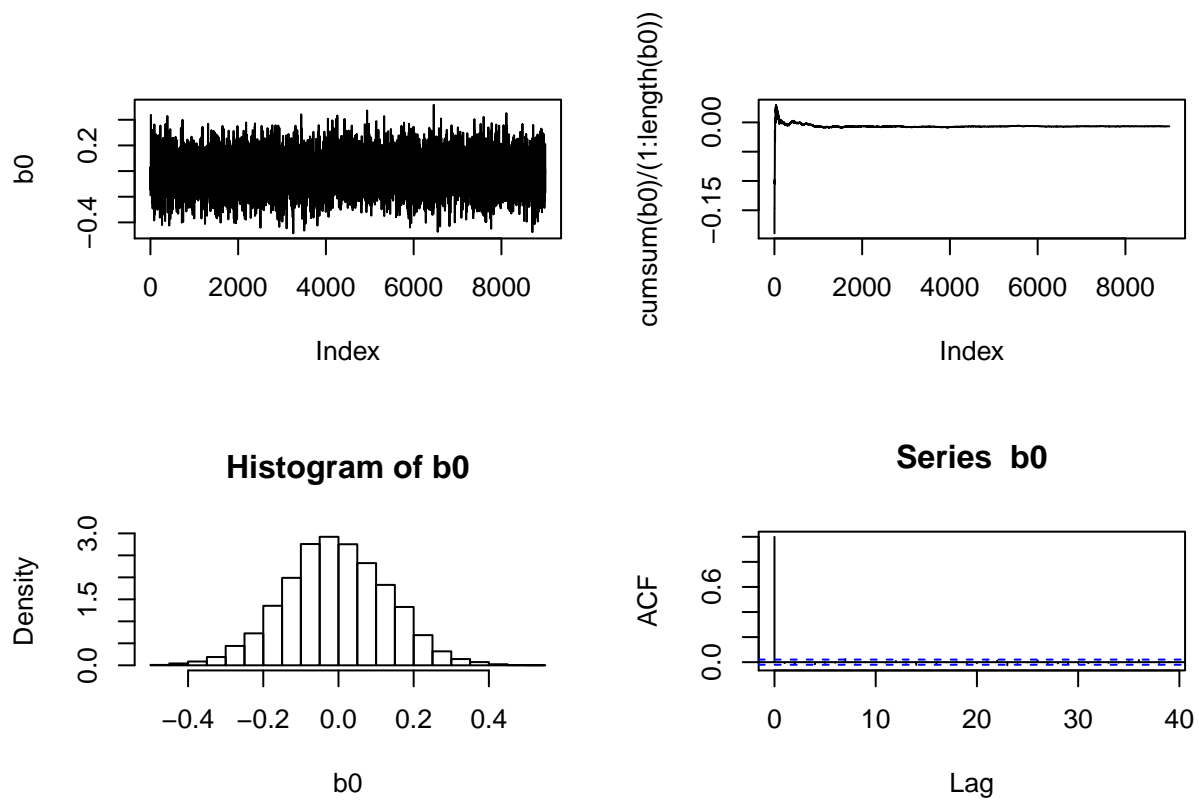 b0
0.2
−0.4
0 2000 4000 6000 8000
Index
cumsum(b0)/(1:length(b0))
0.00
−0.15
0 2000 4000 6000 8000
Index
Histogram of b0
Density
3.0
1.5
0.0
−0.4 −0.2 0.0 0.2 0.4
b0
Series b0
ACF
0.6
0.0
0 10 20 30 40
Lag